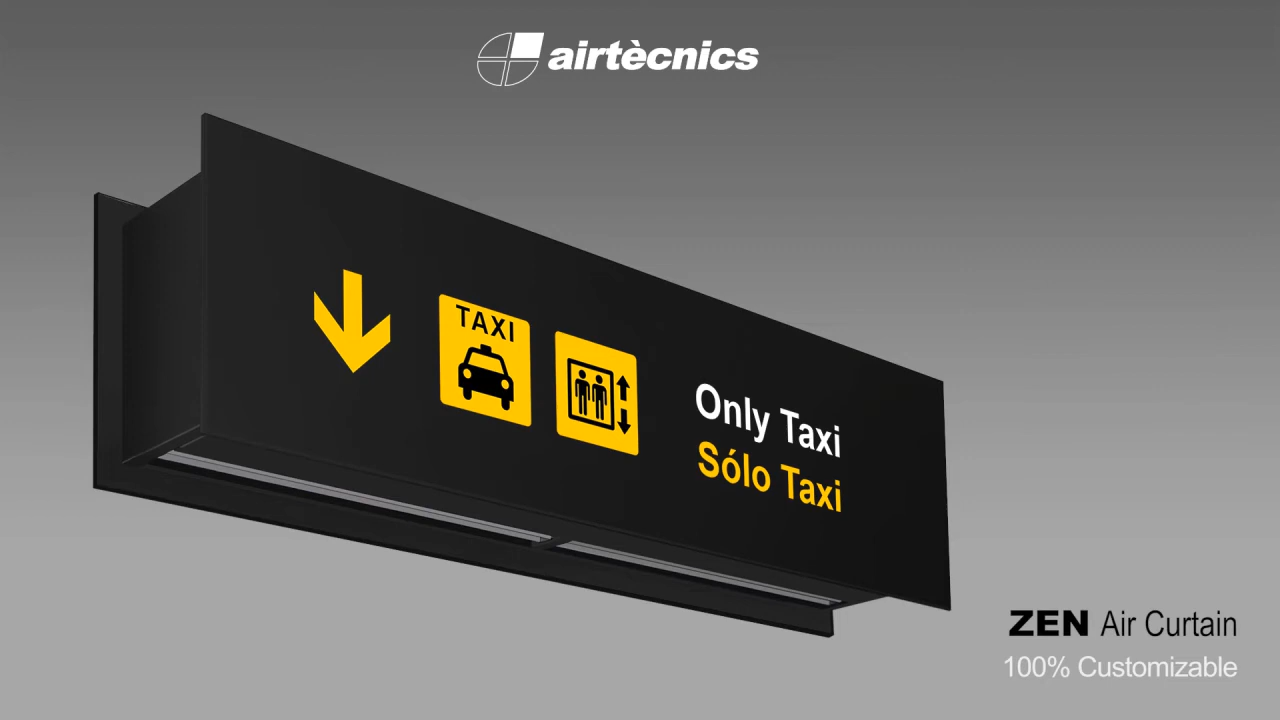 airtècnics
TAXI
Only Taxi
Sólo Taxi
ZEN Air Curtain
100% Customizable